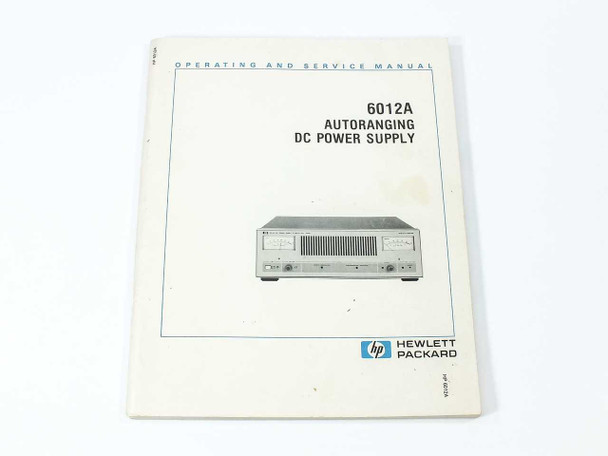 HP 6012A
OPERATING AND SERVICE MANUAL
6012A
AUTORANGING
DC POWER SUPPLY
hp
HEWLETT
PACKARD
HP 6012A